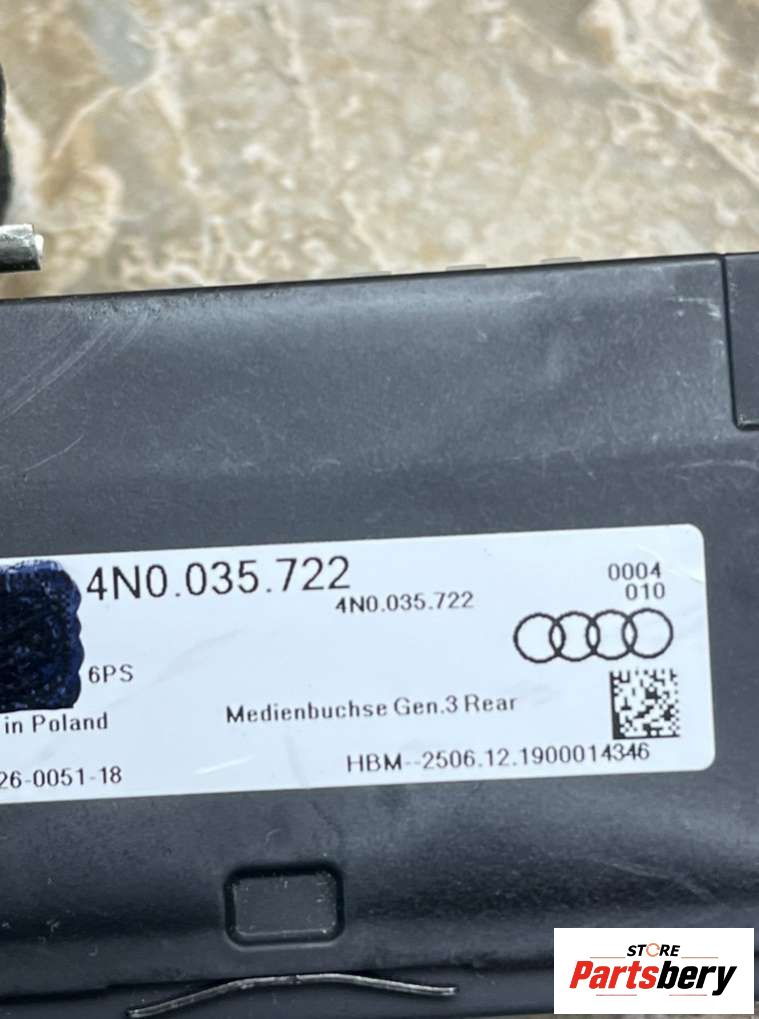 4N0.035.722
4N0.035.722
0004
010
6PS
in Poland
Medienbuchse Gen.3 Rear
26-0051-18
HBM--2506.12.1900014346
STORE
Partsbery